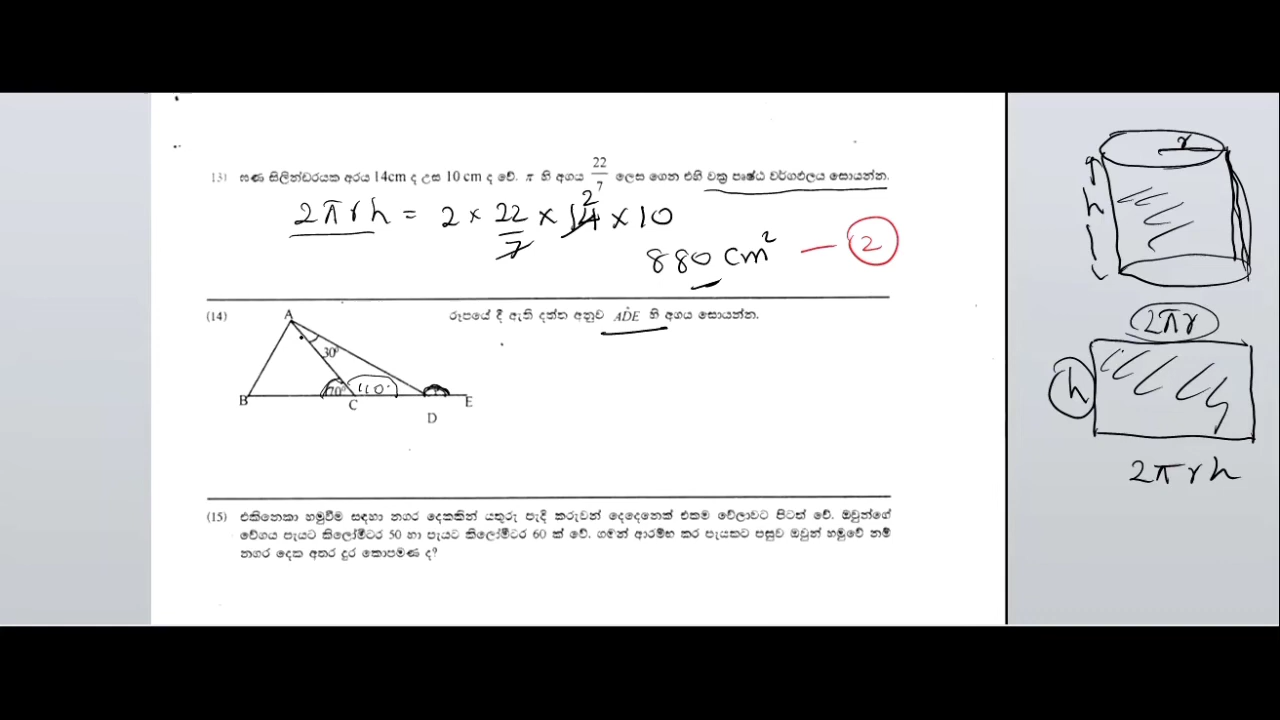 13) ඝණ සිලින්ඩරයක අරය 14cm ද උස 10 cm ද වේ. π හි අගය 22/7 ලෙස ගෙන එහි වක්‍ර පෘෂ්ඨ වර්ගඵලය සොයන්න.
2πrh = 2 × 22/7 × 14 2 × 10
880 cm² — 2
(14) රූපයේ දී ඇති දත්ත අනුව ADE හි අගය සොයන්න.
A
30°
70° 110°
B C D E
(15) එකිනෙකා හමුවීම සඳහා නගර දෙකකින් යතුරු පැදි කරුවන් දෙදෙනෙක් එකම වේලාවට පිටත් වේ. ඔවුන්ගේ
වේගය පැයට කිලෝමීටර 50 හා පැයට කිලෝමීටර 60 ක් වේ. ගමන් ආරම්භ කර පැයකට පසුව ඔවුන් හමුවේ නම්
නගර දෙක අතර දුර කොපමණ ද?
r
h
2πr
h
2πrh